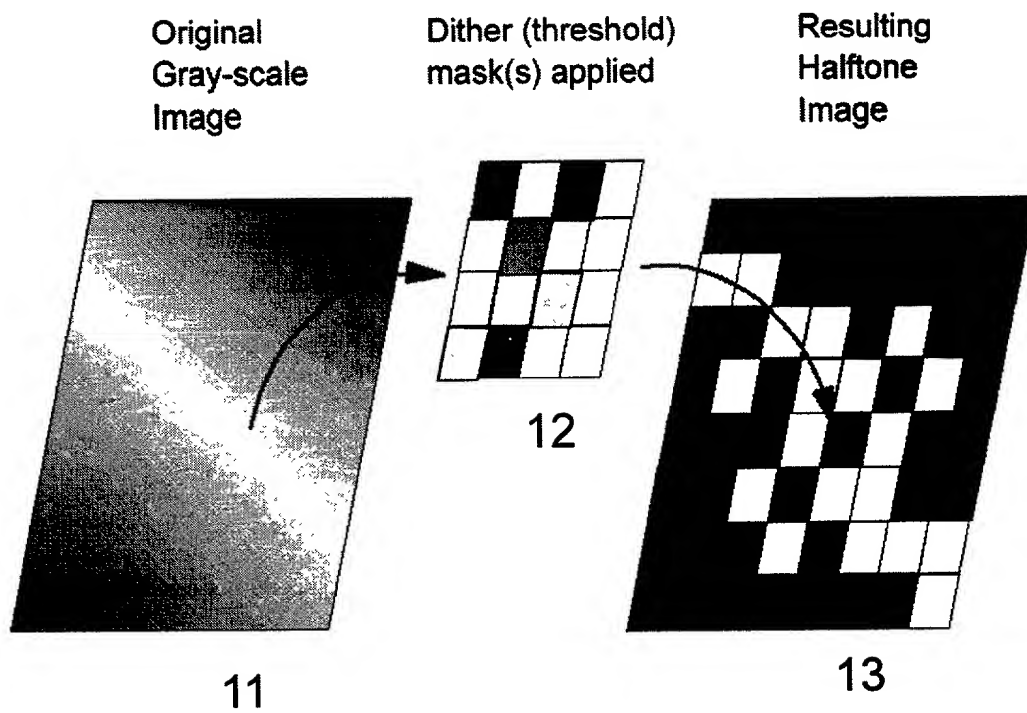 Original
Gray-scale
Image
Dither (threshold)
mask(s) applied
Resulting
Halftone
Image
12
11
13